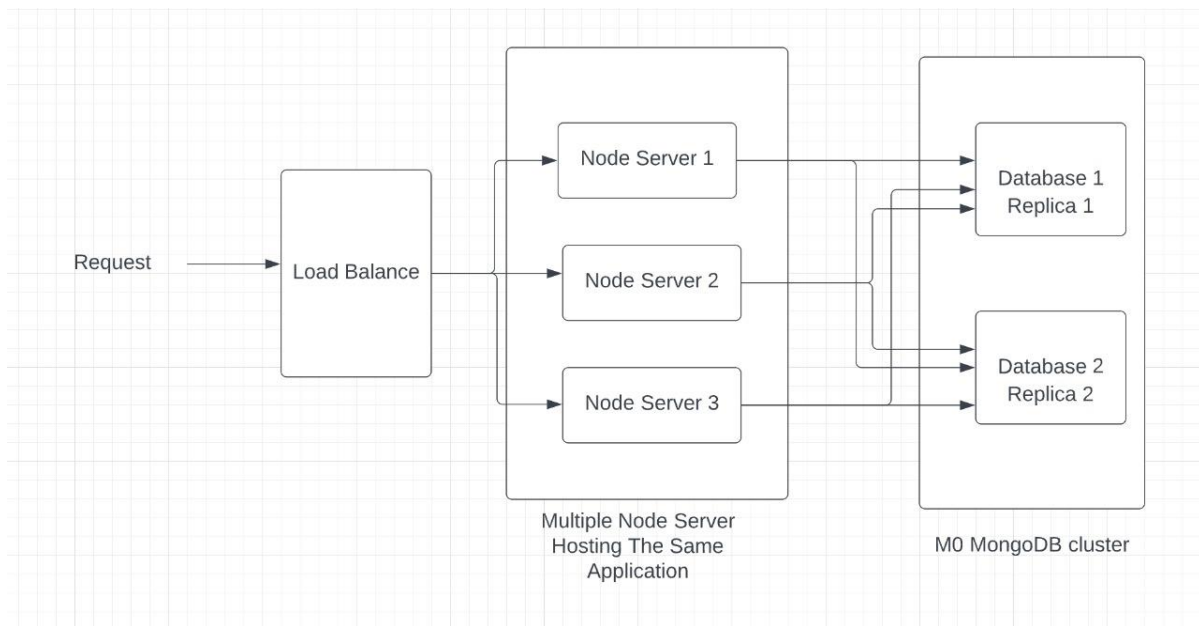 Request
Load Balance
Node Server 1
Node Server 2
Node Server 3
Multiple Node Server
Hosting The Same
Application
Database 1
Replica 1
Database 2
Replica 2
M0 MongoDB cluster